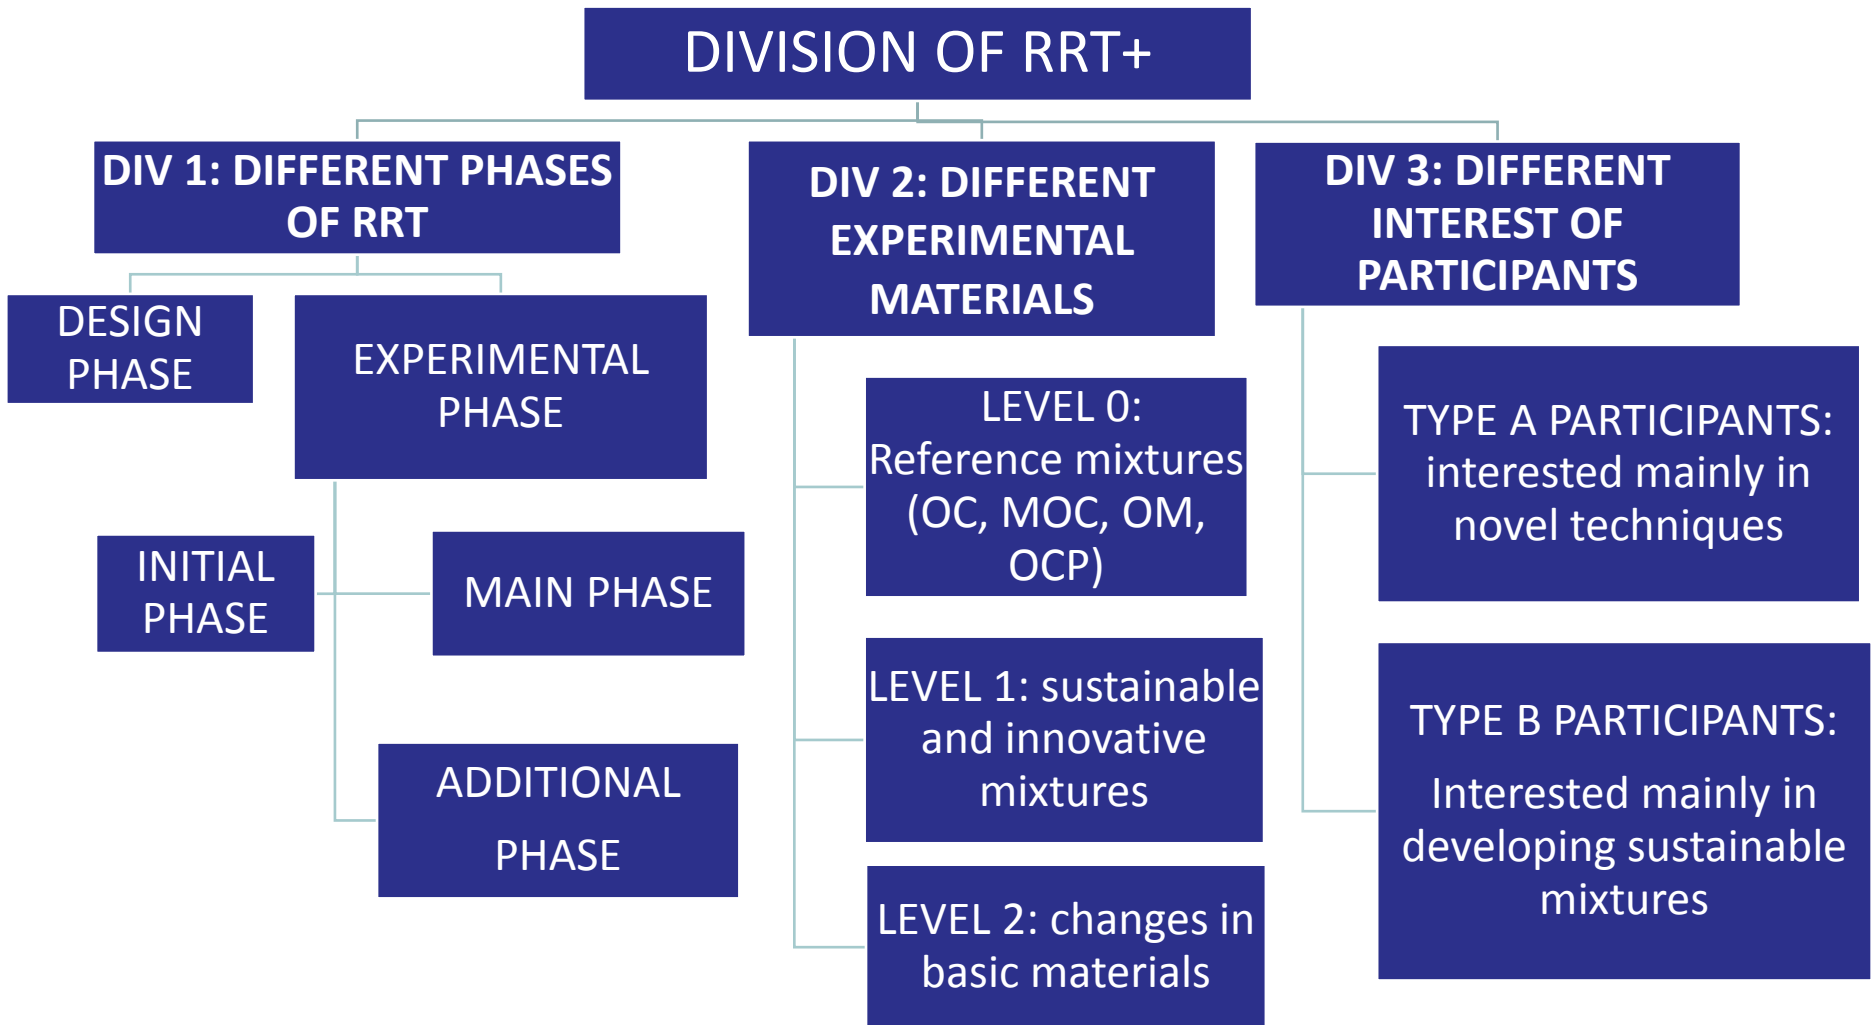 DIVISION OF RRT+
DIV 1: DIFFERENT PHASES
OF RRT
DESIGN
PHASE
EXPERIMENTAL
PHASE
INITIAL
PHASE
MAIN PHASE
ADDITIONAL
PHASE
DIV 2: DIFFERENT
EXPERIMENTAL
MATERIALS
LEVEL 0:
Reference mixtures
(OC, MOC, OM,
OCP)
LEVEL 1: sustainable
and innovative
mixtures
LEVEL 2: changes in
basic materials
DIV 3: DIFFERENT
INTEREST OF
PARTICIPANTS
TYPE A PARTICIPANTS:
interested mainly in
novel techniques
TYPE B PARTICIPANTS:
Interested mainly in
developing sustainable
mixtures